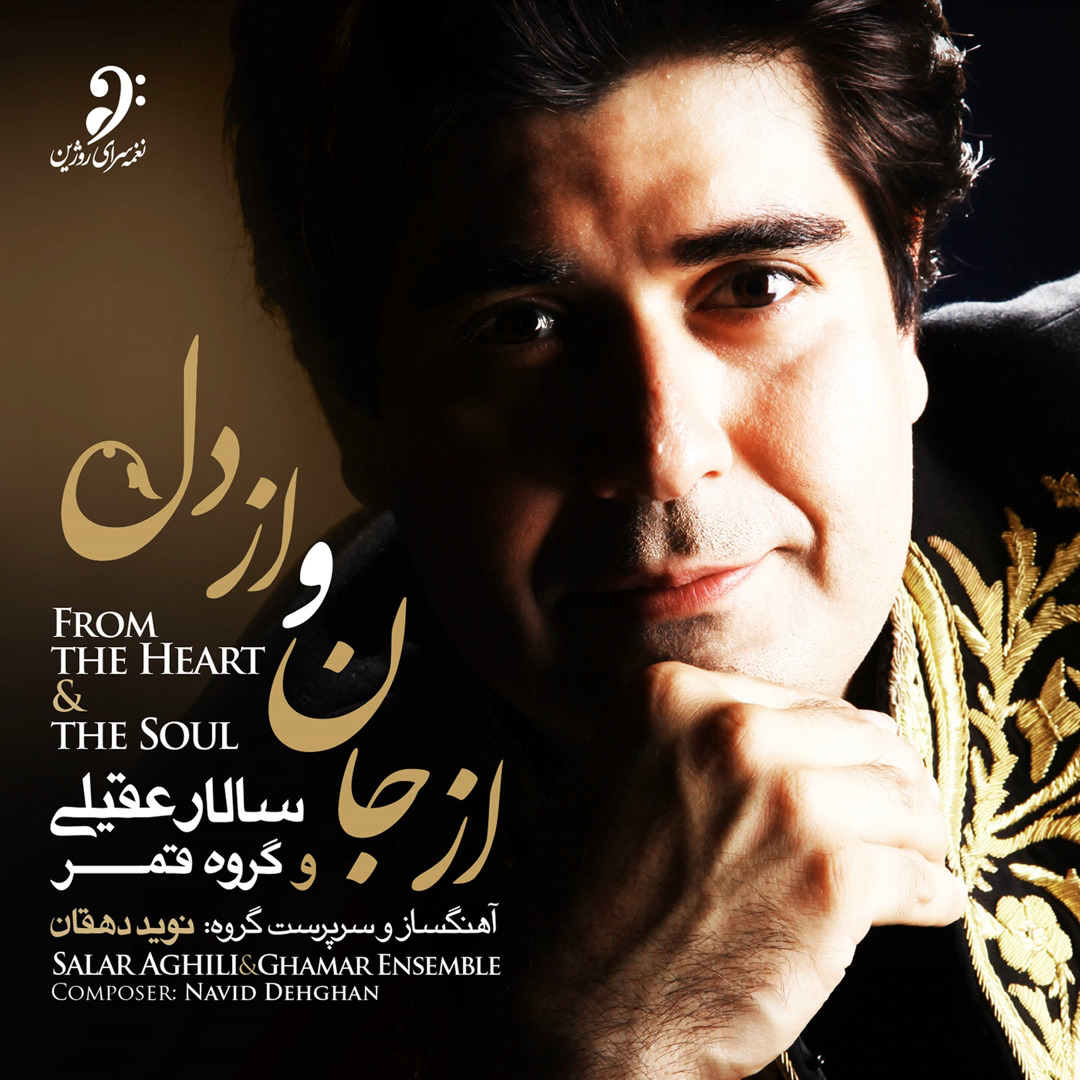 نغمه‌سرای روژین
از دل
و
از جان
FROM
THE HEART
&
THE SOUL
سالار عقیلی
و گروه قمر
آهنگساز و سرپرست گروه: نوید دهقان
SALAR AGHILI & GHAMAR ENSEMBLE
COMPOSER: NAVID DEHGHAN